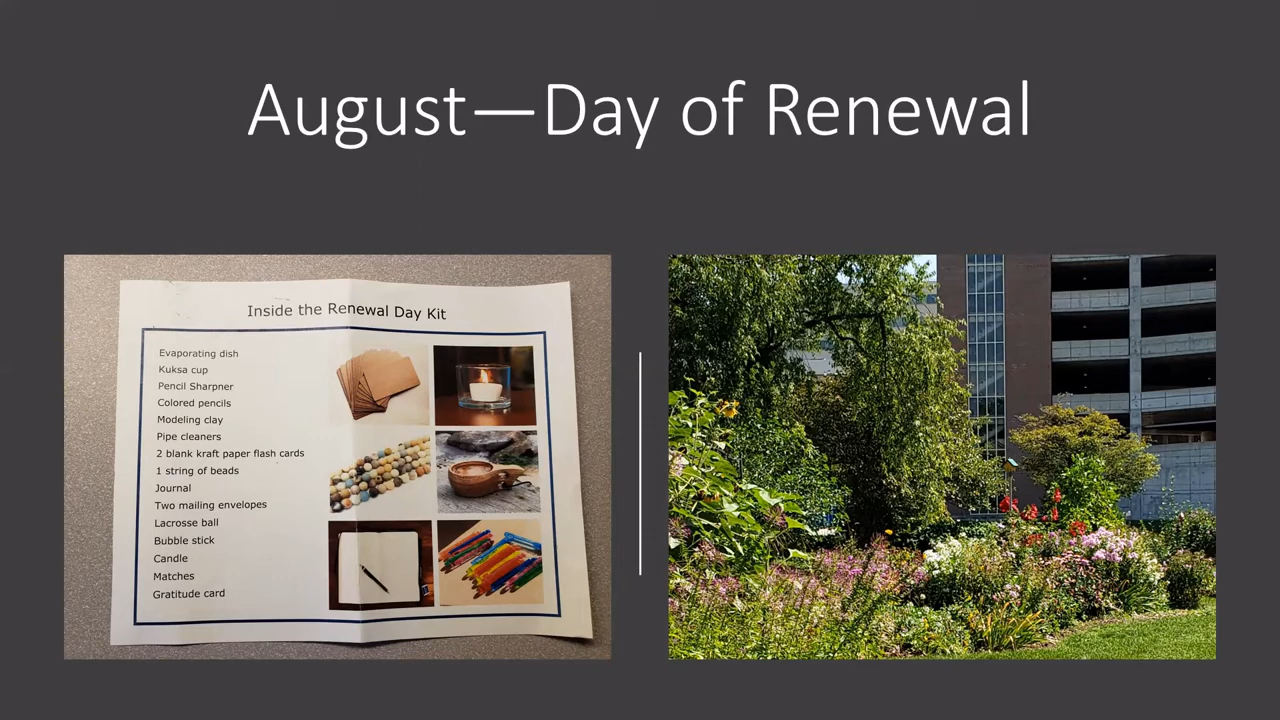 August—Day of Renewal
Inside the Renewal Day Kit
Evaporating dish
Kuksa cup
Pencil Sharpner
Colored pencils
Modeling clay
Pipe cleaners
2 blank kraft paper flash cards
1 string of beads
Journal
Two mailing envelopes
Lacrosse ball
Bubble stick
Candle
Matches
Gratitude card